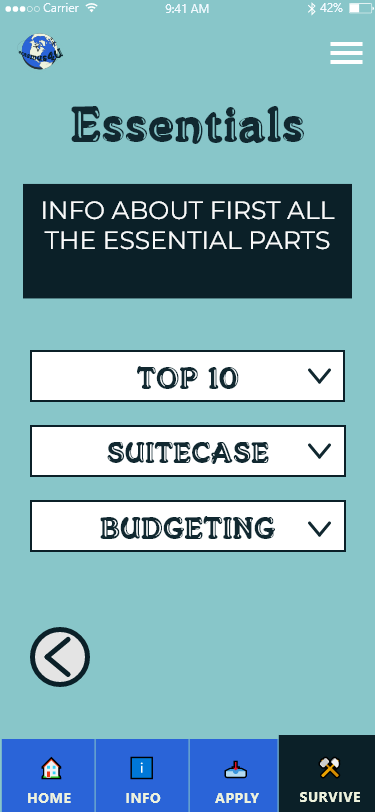 Carrier
9:41 AM
42%
Essentials
INFO ABOUT FIRST ALL
THE ESSENTIAL PARTS
TOP 10
SUITECASE
BUDGETING
HOME
i
INFO
APPLY
SURVIVE